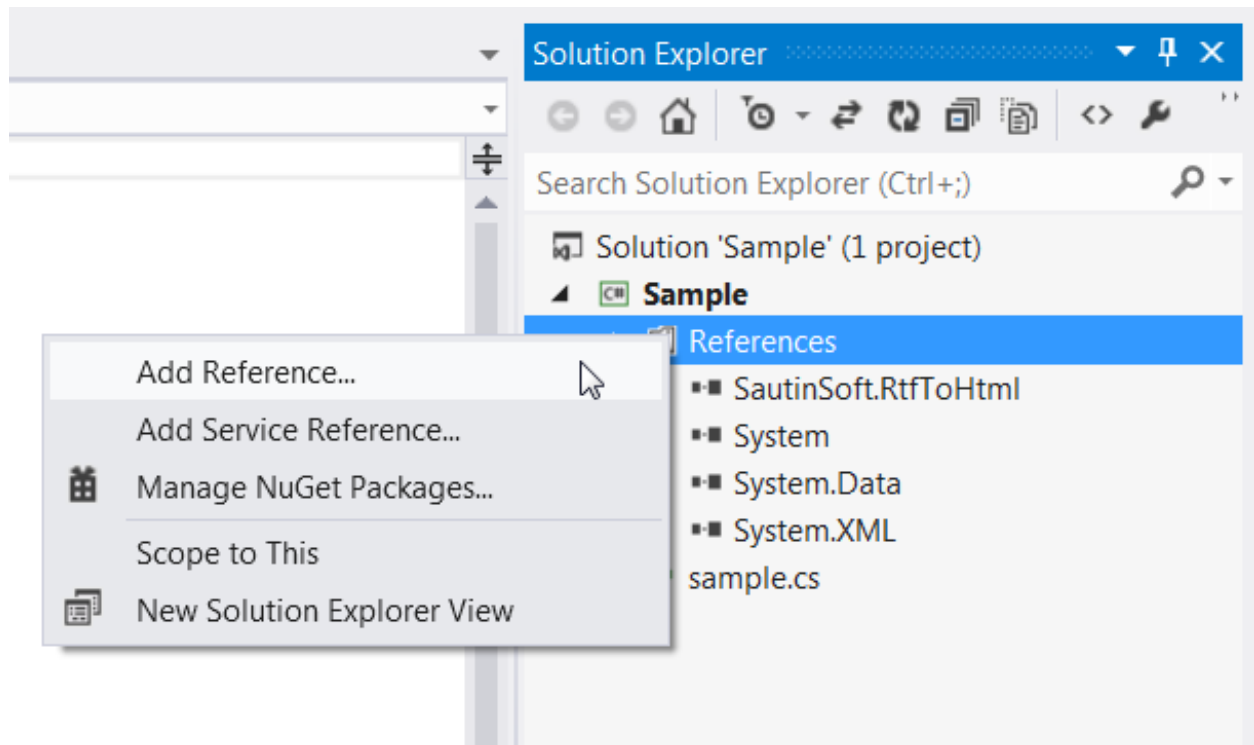 Solution Explorer
Search Solution Explorer (Ctrl+;)
Solution 'Sample' (1 project)
C# Sample
References
SautinSoft.RtfToHtml
System
System.Data
System.XML
sample.cs
Add Reference...
Add Service Reference...
Manage NuGet Packages...
Scope to This
New Solution Explorer View